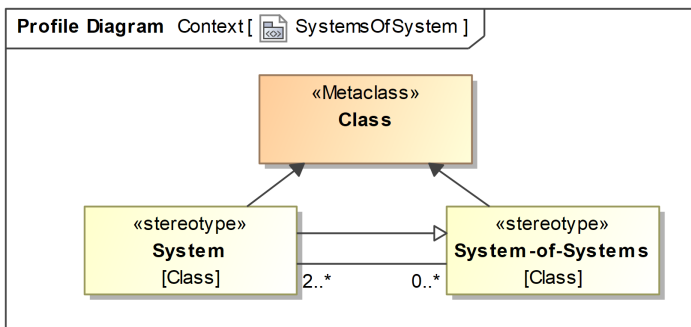 Profile Diagram Context [ SystemsOfSystem ]
«Metaclass»
Class
«stereotype»
System
[Class]
«stereotype»
System-of-Systems
[Class]
2..* 0..*